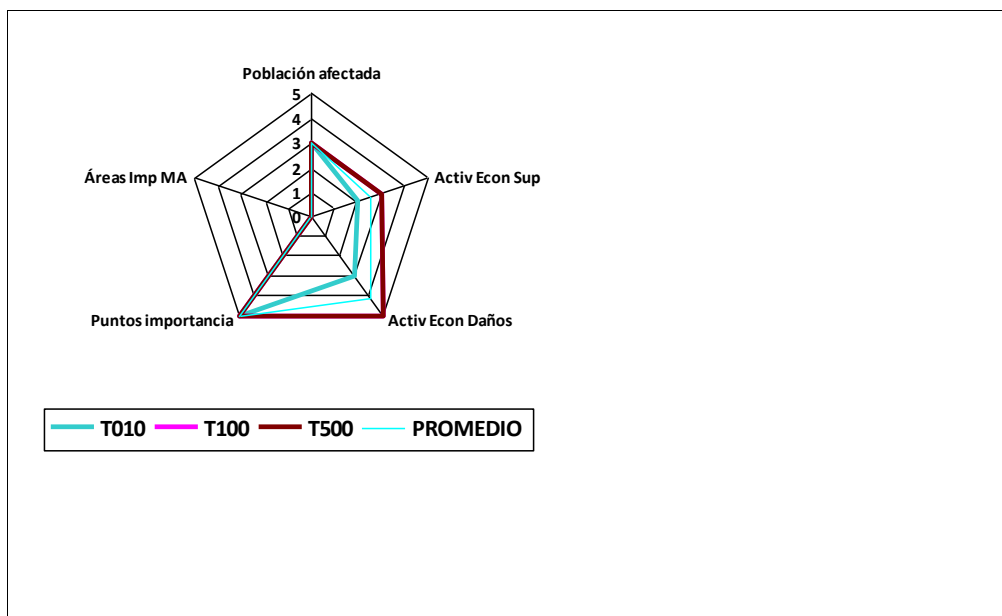 Población afectada
5
4
3
2
1
0
Áreas Imp MA
Activ Econ Sup
Puntos importancia
Activ Econ Daños
T010 T100 T500 PROMEDIO